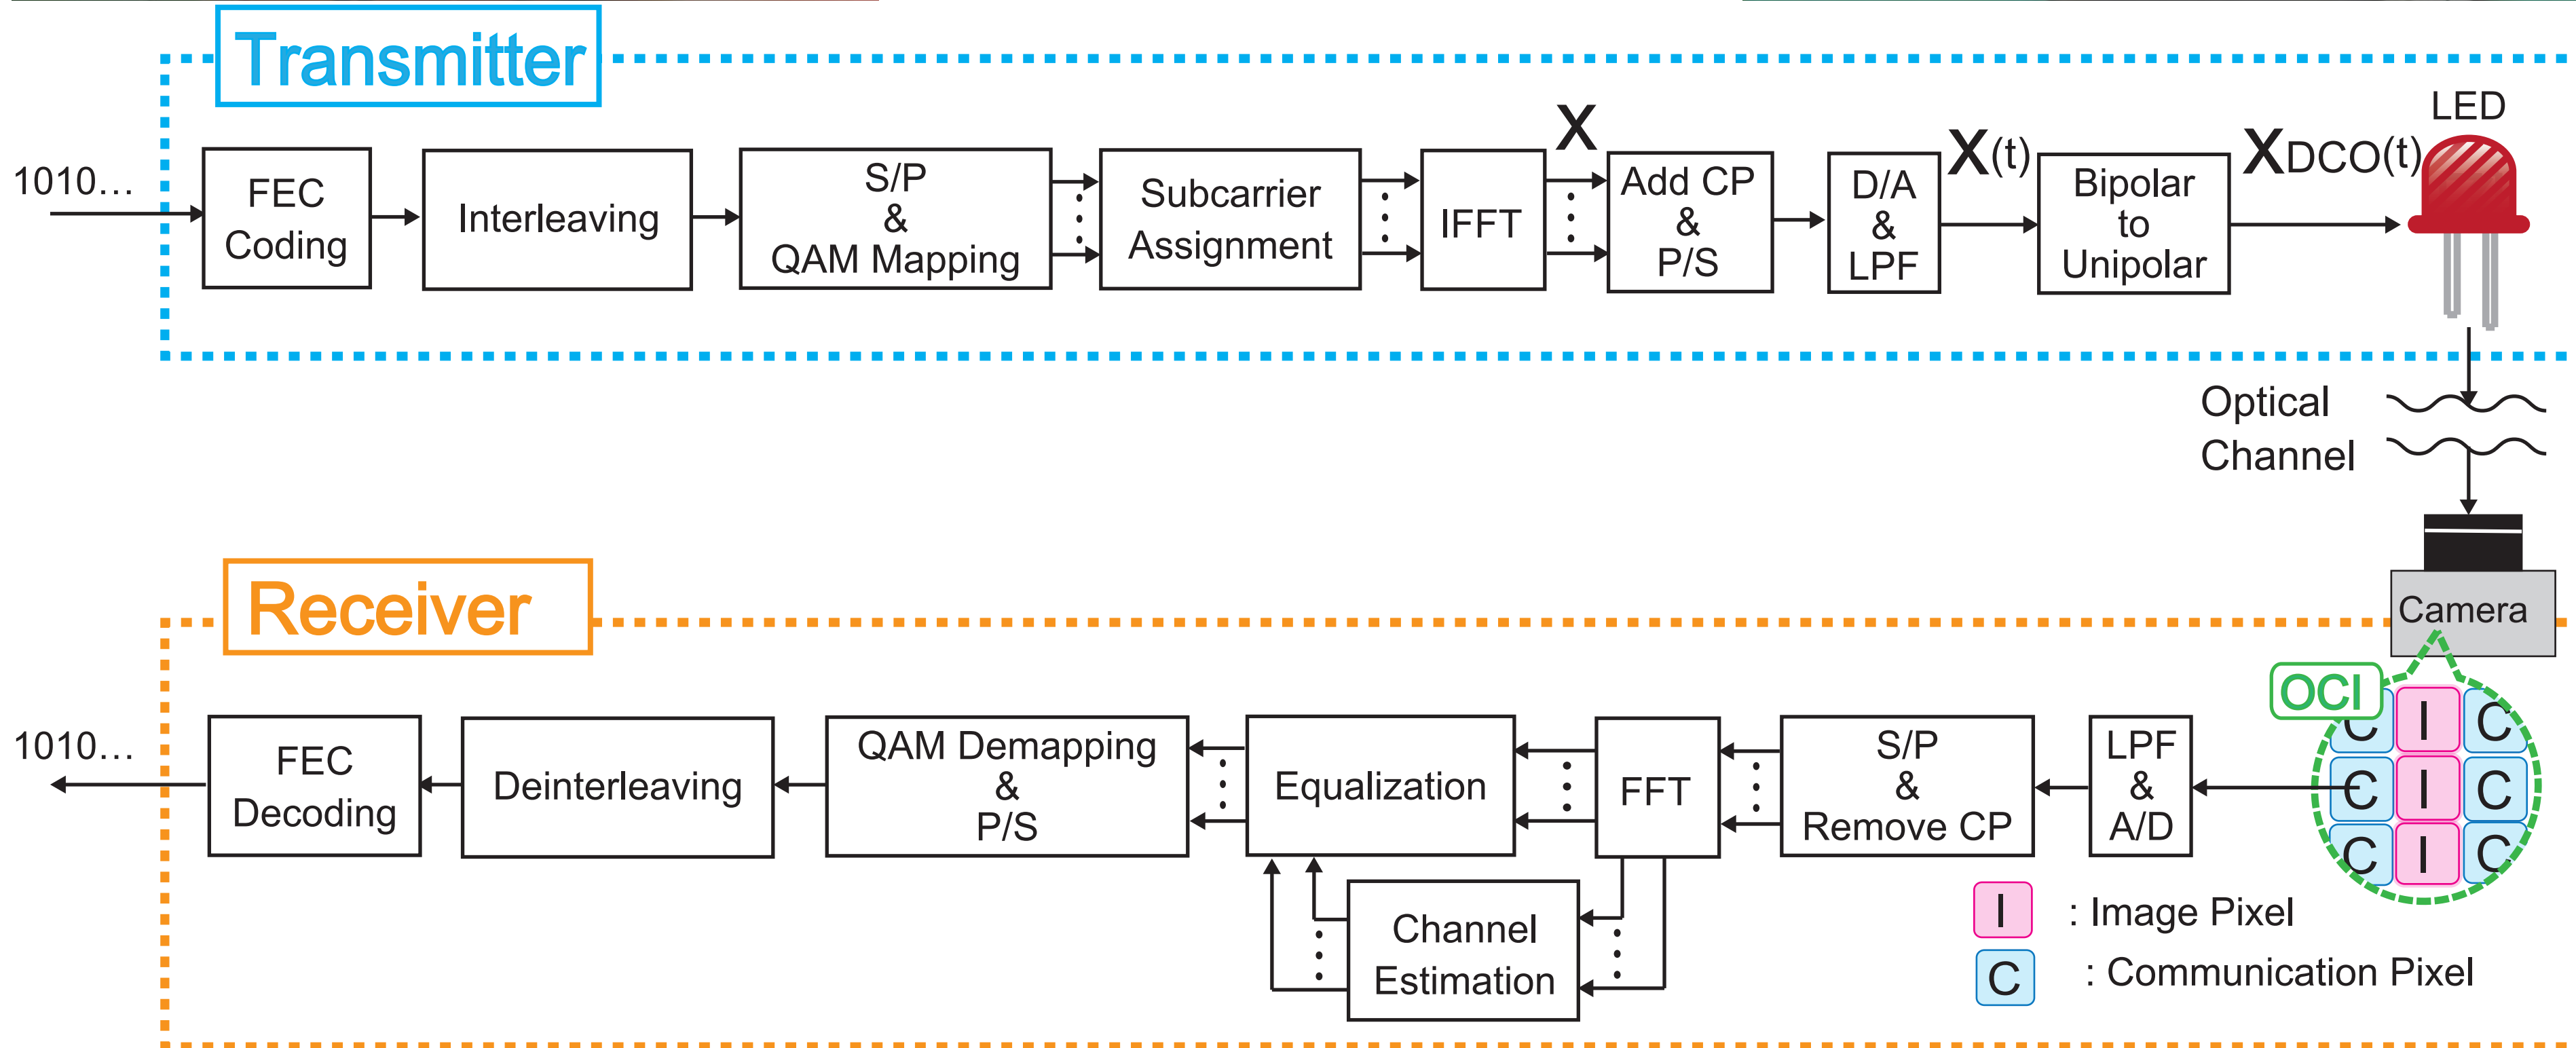 Transmitter
LED
X
X(t)
XDCO(t)
1010...
FEC
Coding
Interleaving
S/P
&
QAM Mapping
Subcarrier
Assignment
IFFT
Add CP
&
P/S
D/A
&
LPF
Bipolar
to
Unipolar
Optical
Channel
Camera
Receiver
OCI
C I C
C I C
C I C
1010...
FEC
Decoding
Deinterleaving
QAM Demapping
&
P/S
Equalization
FFT
S/P
&
Remove CP
LPF
&
A/D
Channel
Estimation
I : Image Pixel
C : Communication Pixel